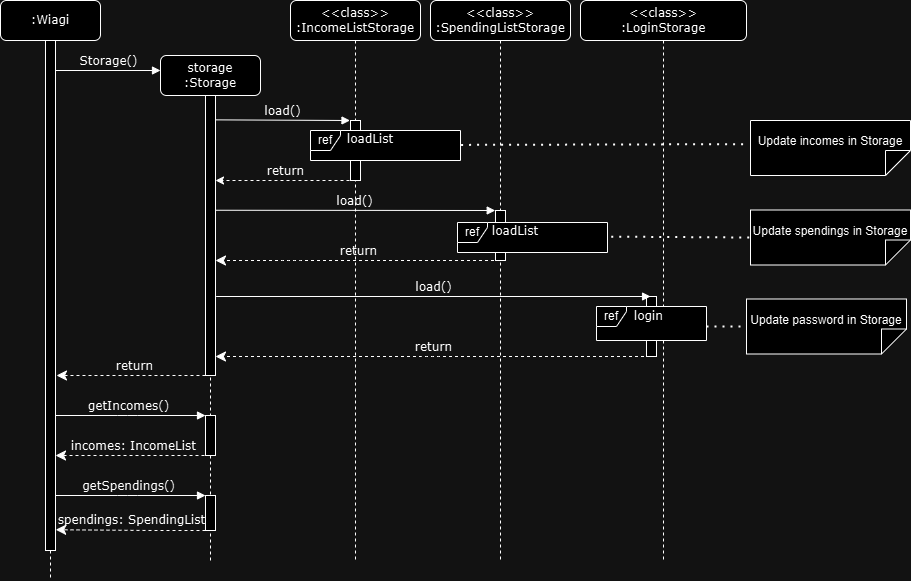 :Wiagi
<<class>>
:IncomeListStorage
<<class>>
:SpendingListStorage
<<class>>
:LoginStorage
Storage()
storage
:Storage
load()
ref
loadList
Update incomes in Storage
return
load()
ref
loadList
Update spendings in Storage
return
load()
ref
login
Update password in Storage
return
return
getIncomes()
incomes: IncomeList
getSpendings()
spendings: SpendingList